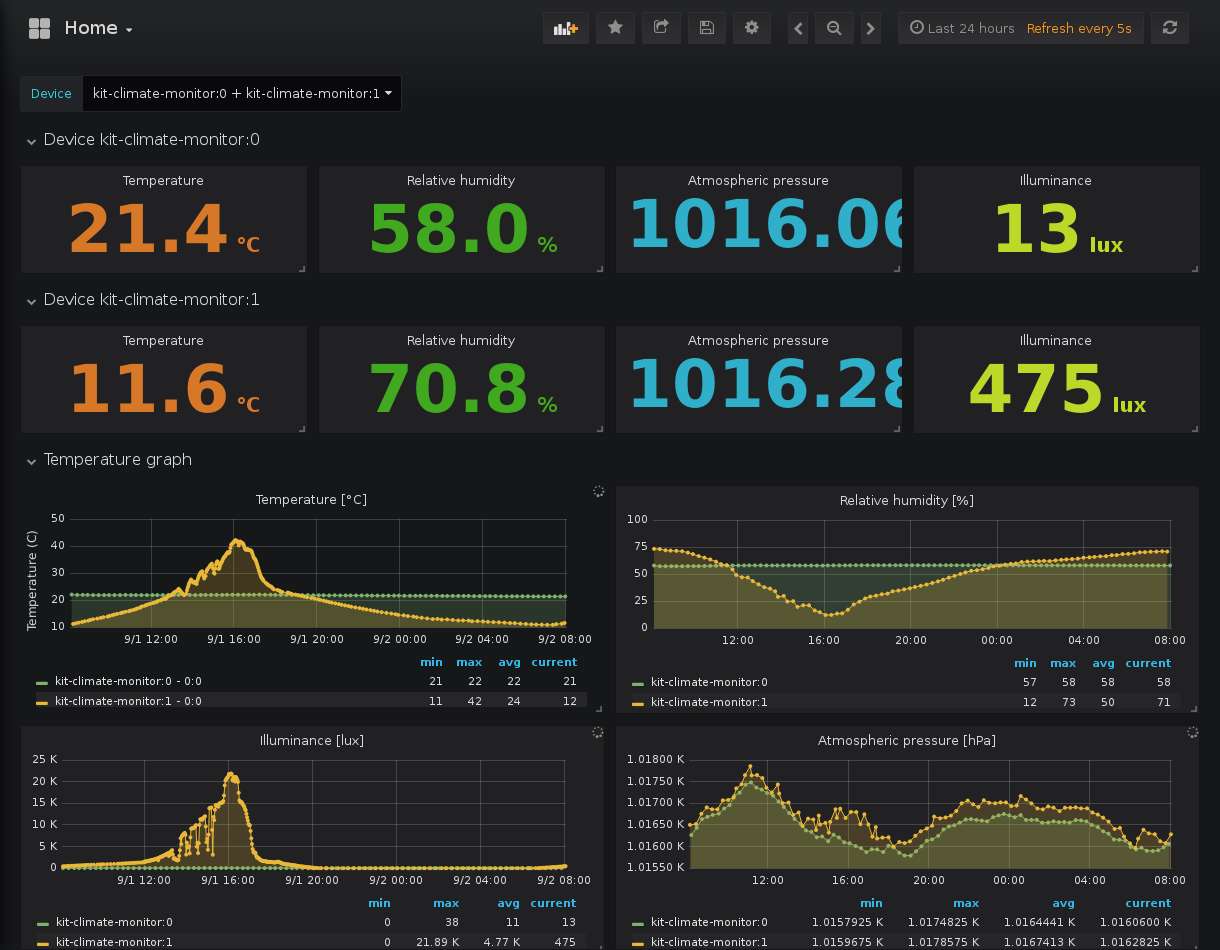 Home
Last 24 hours Refresh every 5s
Device kit-climate-monitor:0 + kit-climate-monitor:1
Device kit-climate-monitor:0
Temperature Relative humidity Atmospheric pressure Illuminance
21.4 °C 58.0 % 1016.06 13 lux
Device kit-climate-monitor:1
Temperature Relative humidity Atmospheric pressure Illuminance
11.6 °C 70.8 % 1016.28 475 lux
Temperature graph
Temperature [°C]
Temperature (C)
50
40
30
20
10
9/1 12:00 9/1 16:00 9/1 20:00 9/2 00:00 9/2 04:00 9/2 08:00
min max avg current
kit-climate-monitor:0 - 0:0 21 22 22 21
kit-climate-monitor:1 - 0:0 11 42 24 12
Relative humidity [%]
100
75
50
25
0
12:00 16:00 20:00 00:00 04:00 08:00
min max avg current
kit-climate-monitor:0 57 58 58 58
kit-climate-monitor:1 12 73 50 71
Illuminance [lux]
25 K
20 K
15 K
10 K
5 K
0
9/1 12:00 9/1 16:00 9/1 20:00 9/2 00:00 9/2 04:00 9/2 08:00
min max avg current
kit-climate-monitor:0 0 38 11 13
kit-climate-monitor:1 0 21.89 K 4.77 K 475
Atmospheric pressure [hPa]
1.01800 K
1.01750 K
1.01700 K
1.01650 K
1.01600 K
1.01550 K
12:00 16:00 20:00 00:00 04:00 08:00
min max avg current
kit-climate-monitor:0 1.0157925 K 1.0174825 K 1.0164441 K 1.0160600 K
kit-climate-monitor:1 1.0159675 K 1.0178575 K 1.0167413 K 1.0162825 K